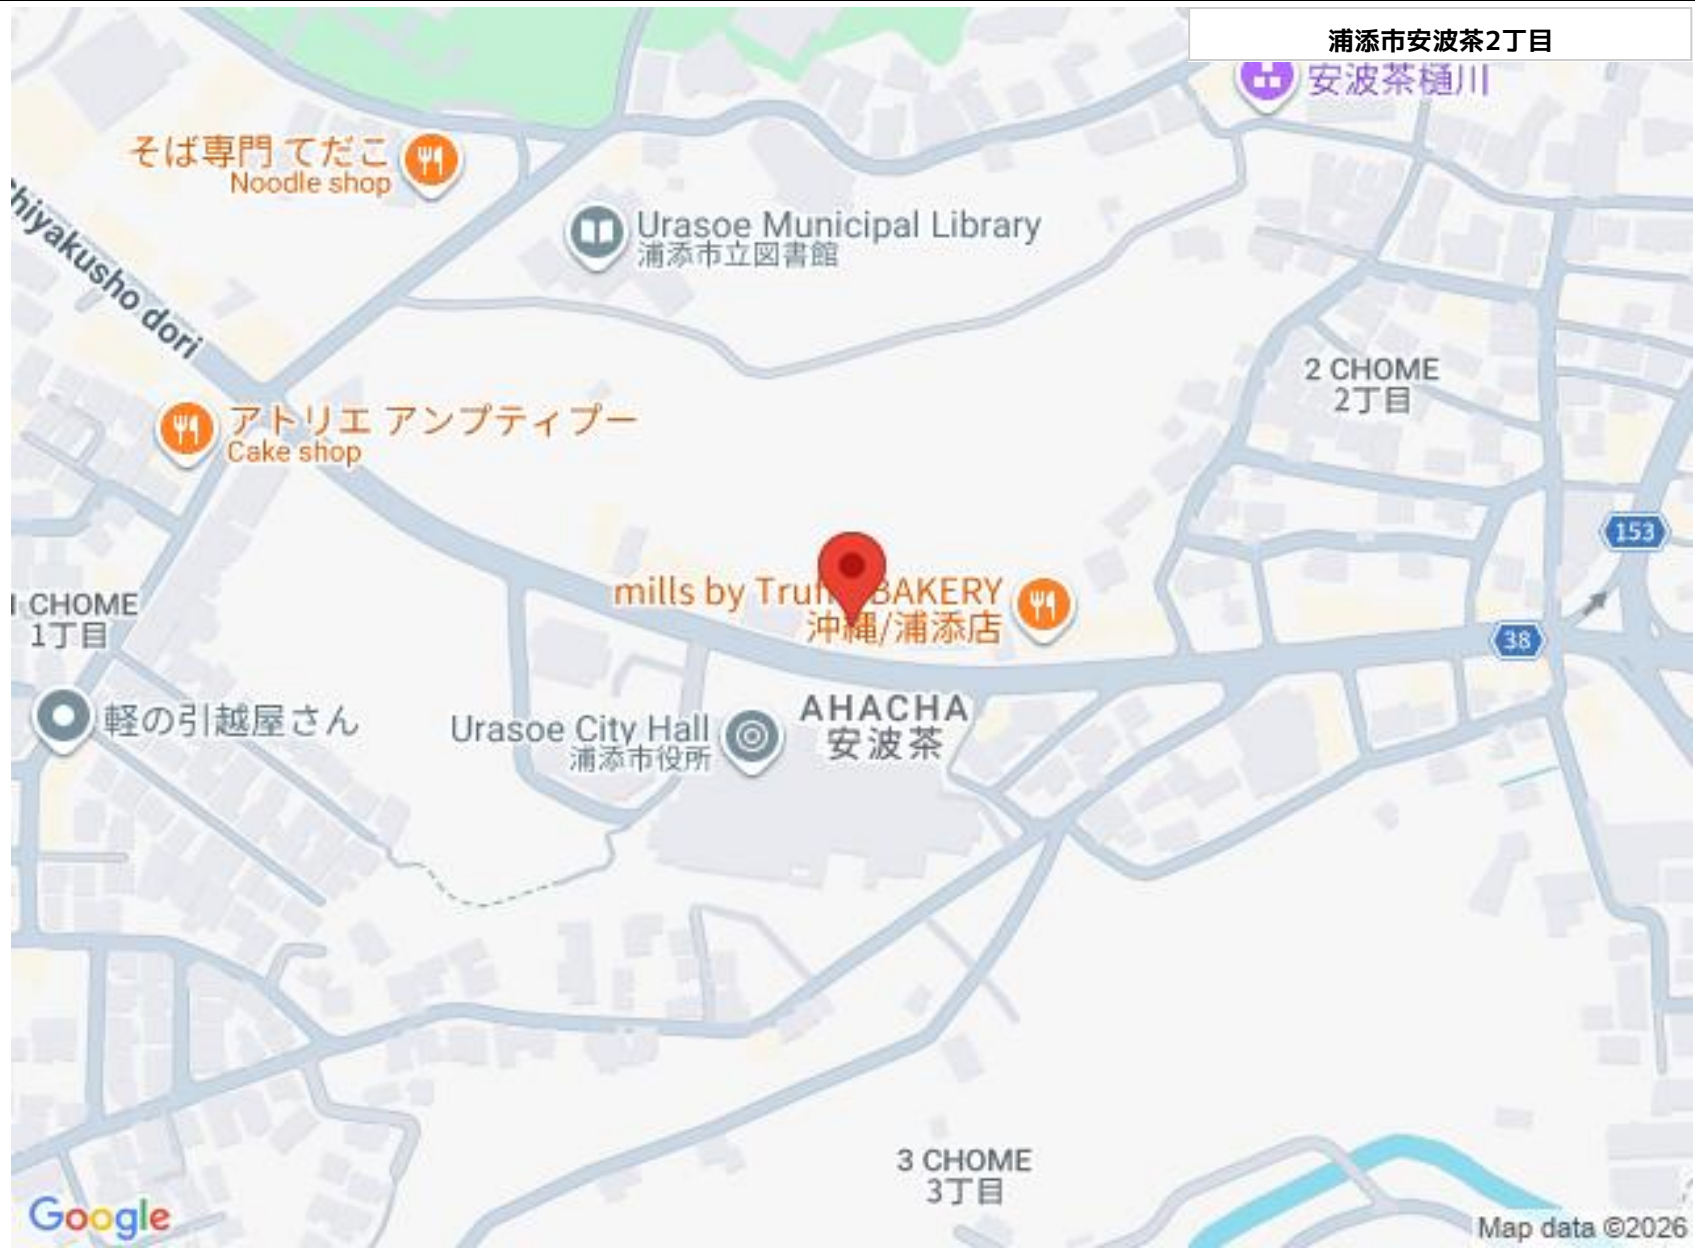 浦添市安波茶2丁目
安波茶樋川
そば専門 てだこ
Noodle shop
Urasoe Municipal Library
浦添市立図書館
hiyakusho dori
2 CHOME
2丁目
アトリエ アンプティプー
Cake shop
153
mills by Truf BAKERY
沖縄/浦添店
1 CHOME
1丁目
38
軽の引越屋さん
Urasoe City Hall
浦添市役所
AHACHA
安波茶
3 CHOME
3丁目
Google
Map data ©2026